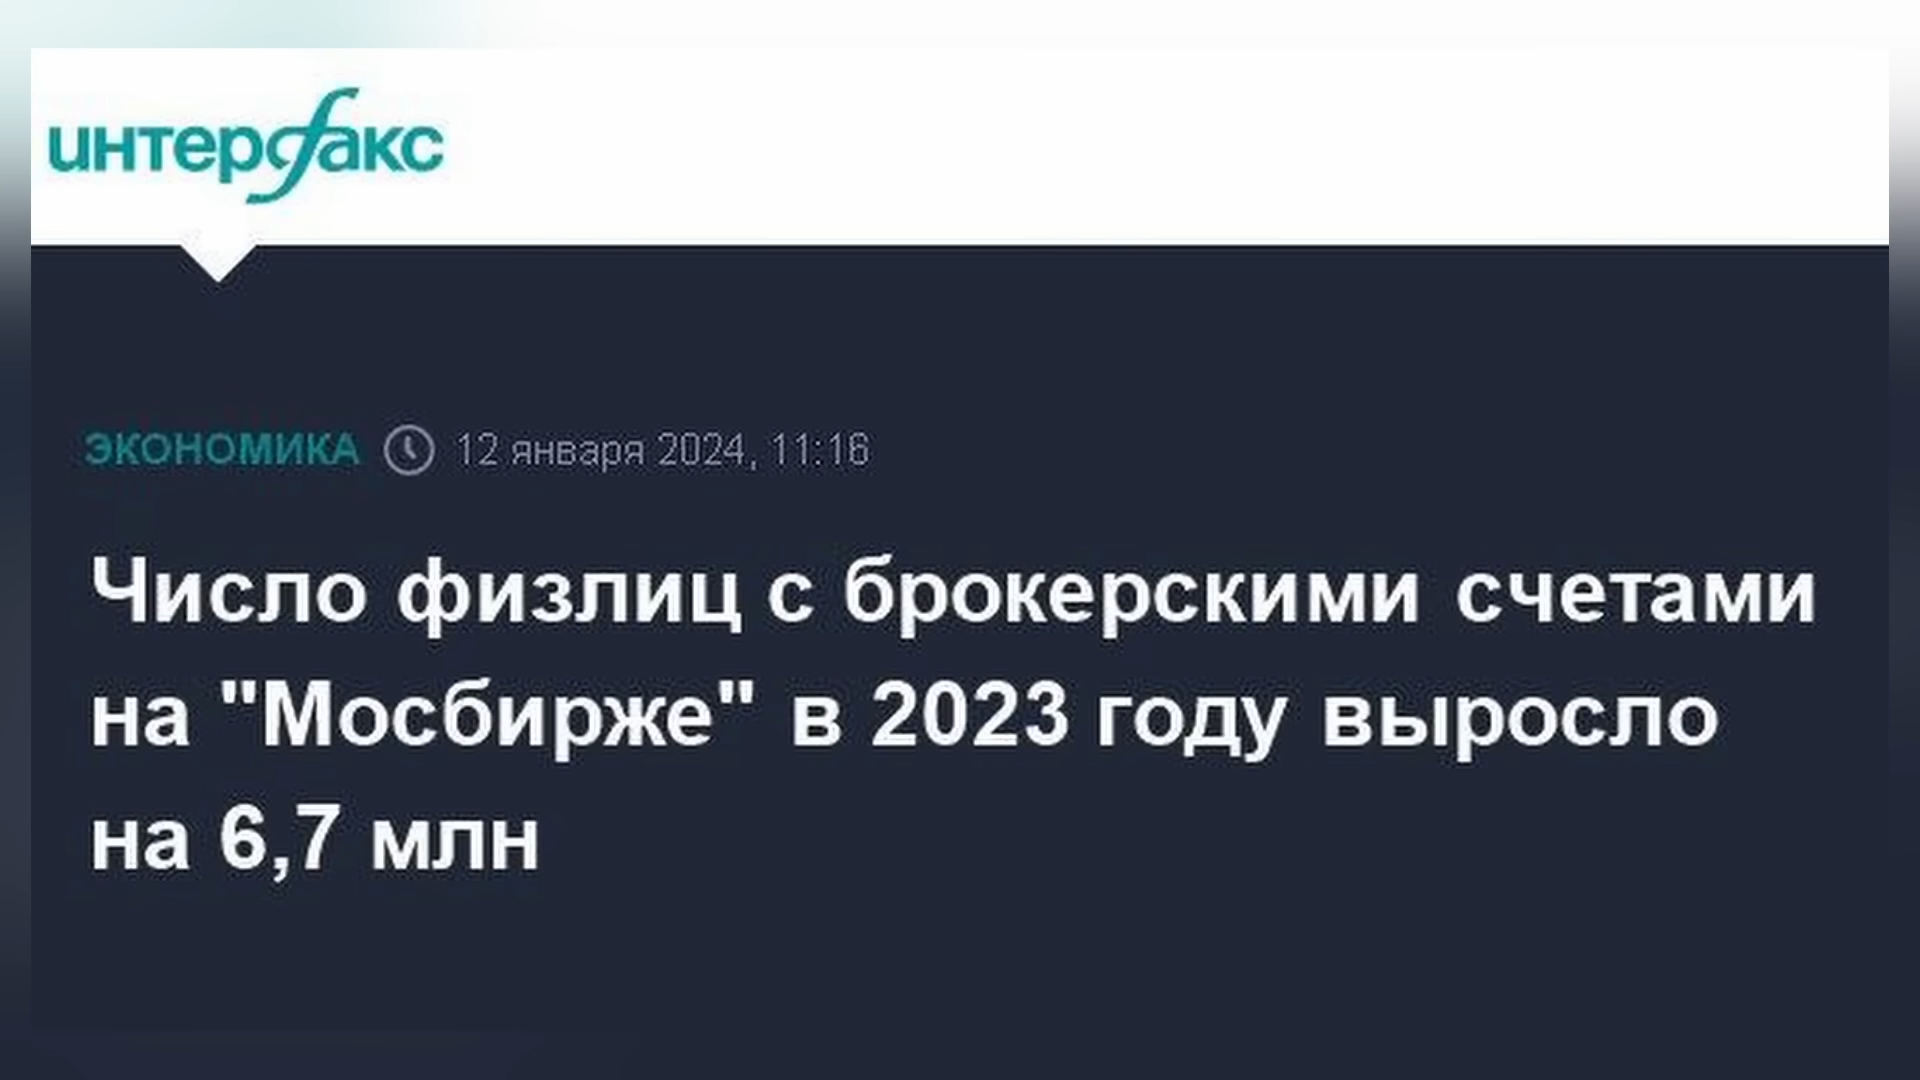 интерфакс
ЭКОНОМИКА 12 января 2024, 11:16
Число физлиц с брокерскими счетами
на "Мосбирже" в 2023 году выросло
на 6,7 млн